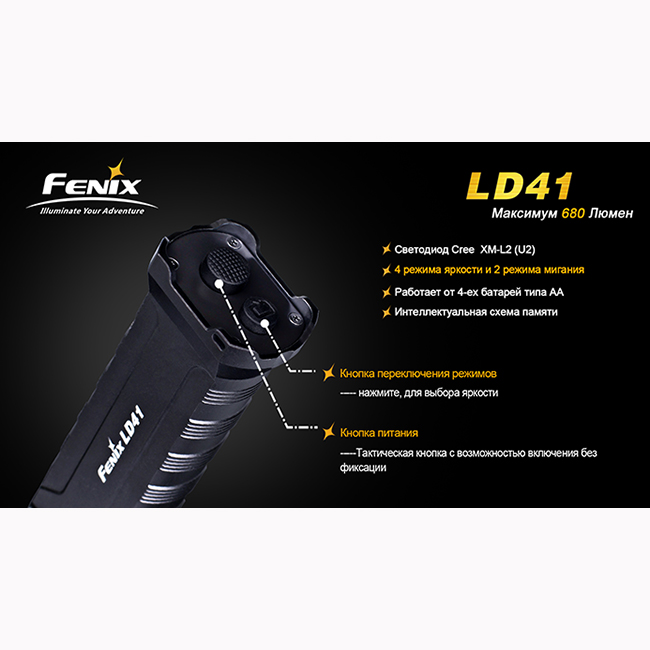 FENIX
Illuminate Your Adventure
LD41
Максимум 680 Люмен
Светодиод Cree XM-L2 (U2)
4 режима яркости и 2 режима мигания
Работает от 4-ех батарей типа АА
Интеллектуальная схема памяти
Кнопка переключения режимов
----- нажмите, для выбора яркости
Кнопка питания
-----Тактическая кнопка с возможностью включения без
фиксации
FENIX LD41